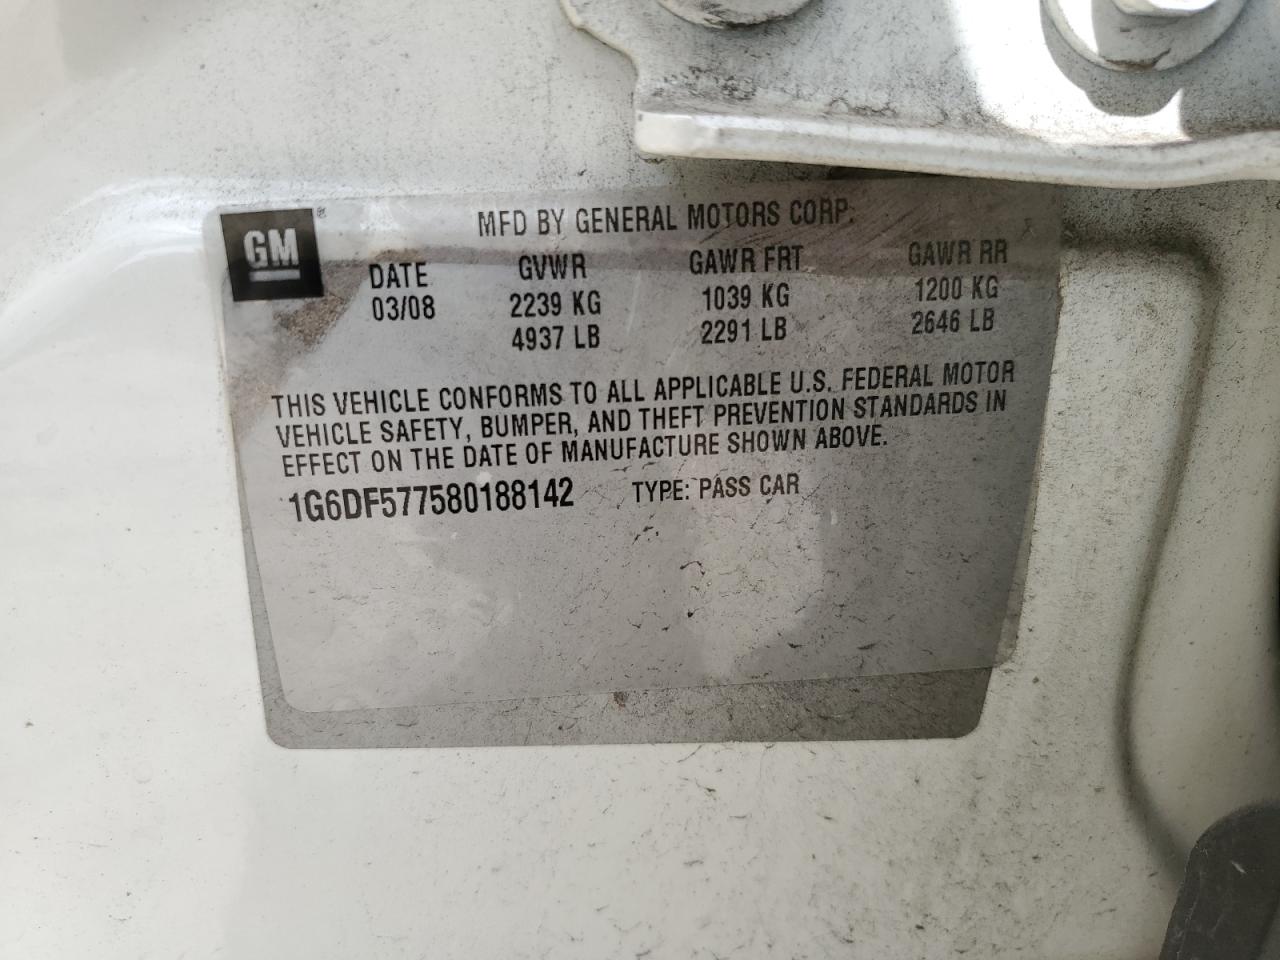 GM ®
MFD BY GENERAL MOTORS CORP.
DATE GVWR GAWR FRT GAWR RR
03/08 2239 KG 1039 KG 1200 KG
4937 LB 2291 LB 2646 LB
THIS VEHICLE CONFORMS TO ALL APPLICABLE U.S. FEDERAL MOTOR
VEHICLE SAFETY, BUMPER, AND THEFT PREVENTION STANDARDS IN
EFFECT ON THE DATE OF MANUFACTURE SHOWN ABOVE.
1G6DF577580188142 TYPE: PASS CAR